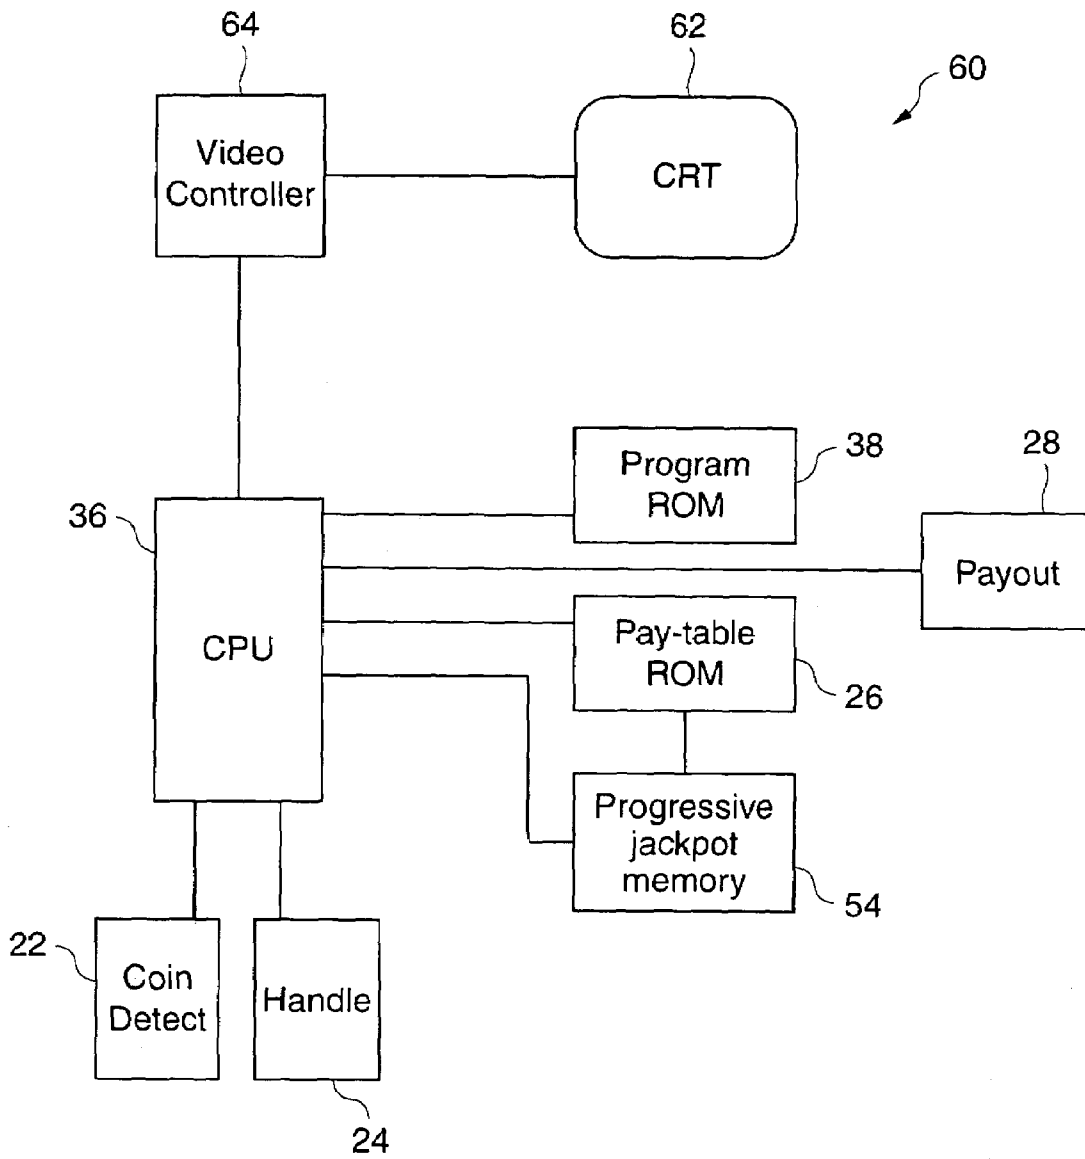 64
62
60
Video
Controller
CRT
38
28
Program
ROM
36
Payout
CPU
Pay-table
ROM
26
Progressive
jackpot
memory
54
22
Coin
Detect
Handle
24